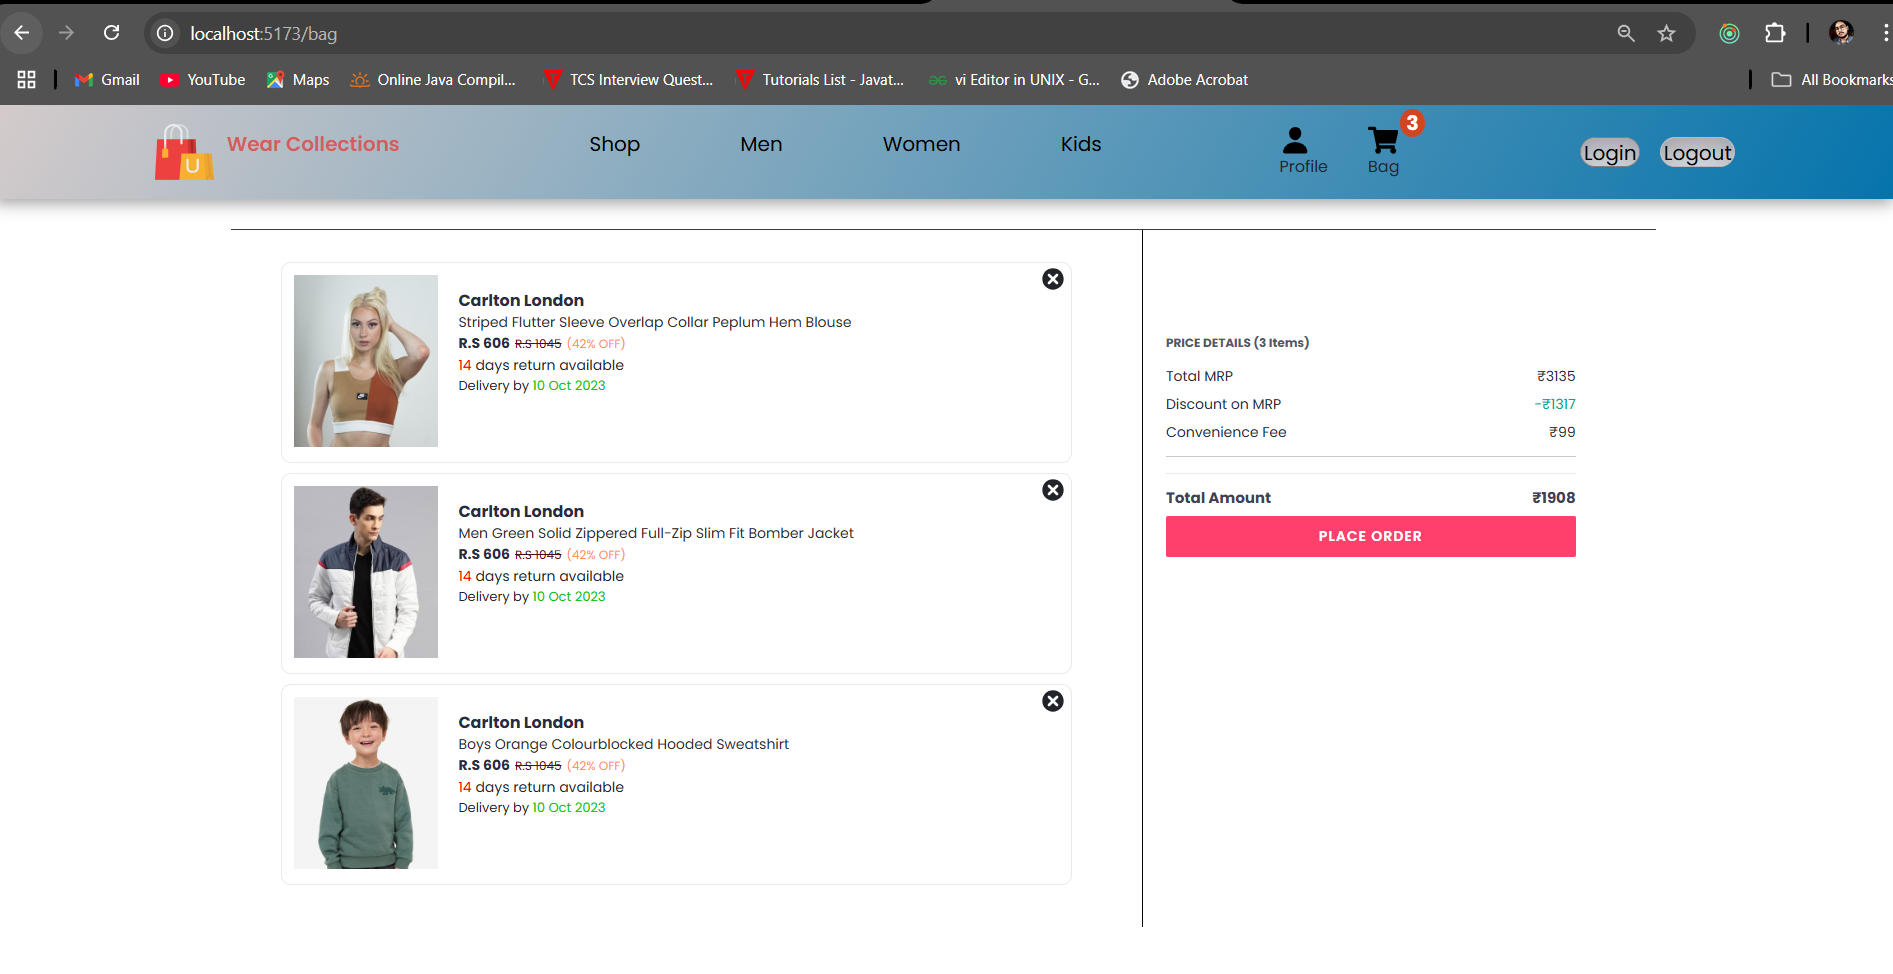 localhost:5173/bag
Gmail YouTube Maps Online Java Compil... TCS Interview Quest... Tutorials List - Javat... vi Editor in UNIX - G... Adobe Acrobat All Bookmarks
U Wear Collections Shop Men Women Kids Profile Bag 3 Login Logout
Carlton London
Striped Flutter Sleeve Overlap Collar Peplum Hem Blouse
R.S 606 R.S 1045 (42% OFF)
14 days return available
Delivery by 10 Oct 2023
Carlton London
Men Green Solid Zippered Full-Zip Slim Fit Bomber Jacket
R.S 606 R.S 1045 (42% OFF)
14 days return available
Delivery by 10 Oct 2023
Carlton London
Boys Orange Colourblocked Hooded Sweatshirt
R.S 606 R.S 1045 (42% OFF)
14 days return available
Delivery by 10 Oct 2023
PRICE DETAILS (3 Items)
Total MRP ₹3135
Discount on MRP -₹1317
Convenience Fee ₹99
Total Amount ₹1908
PLACE ORDER